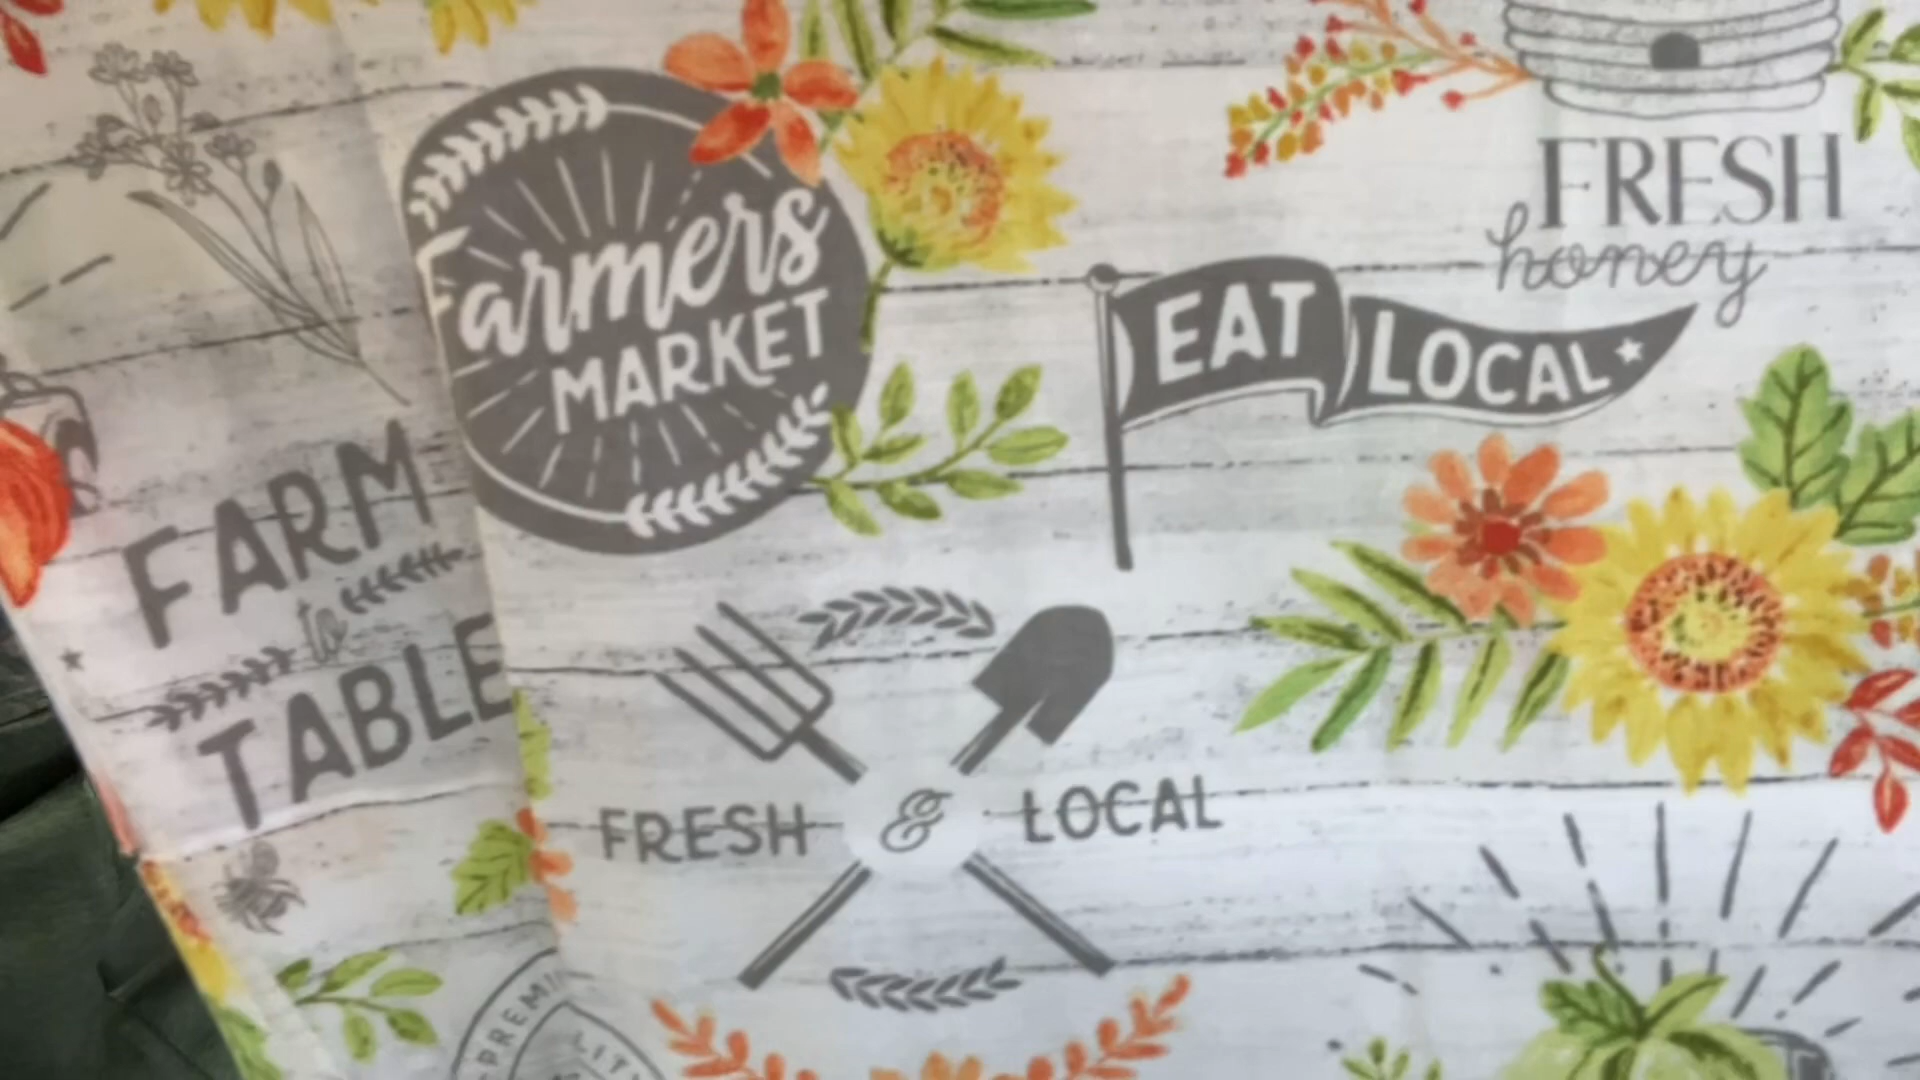 Farmers
MARKET
FRESH
honey
EAT LOCAL
FARM
to
TABLE
FRESH & LOCAL